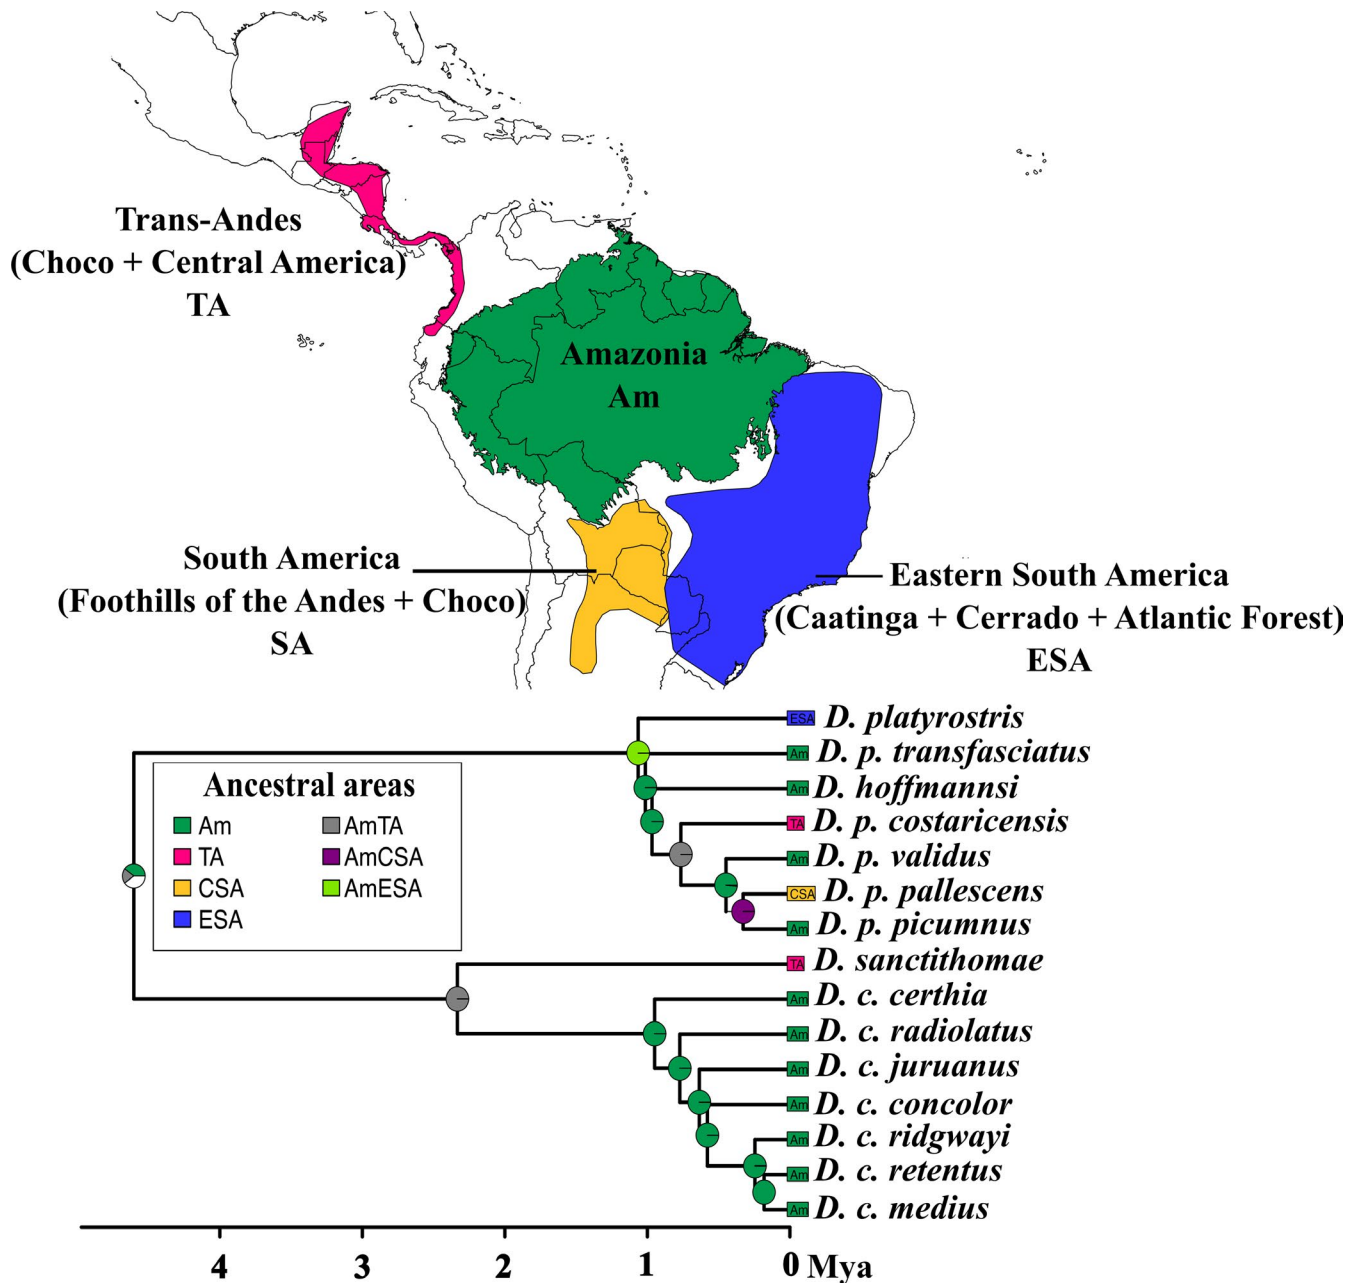 Trans-Andes
(Choco + Central America)
TA
Amazonia
Am
South America
(Foothills of the Andes + Choco)
SA
Eastern South America
(Caatinga + Cerrado + Atlantic Forest)
ESA
ESA D. platyrostris
Am D. p. transfasciatus
Am D. hoffmannsi
TA D. p. costaricensis
Am D. p. validus
CSA D. p. pallescens
Am D. p. picumnus
TA D. sanctithomae
Am D. c. certhia
Am D. c. radiolatus
Am D. c. juruanus
Am D. c. concolor
Am D. c. ridgwayi
Am D. c. retentus
Am D. c. medius
Ancestral areas
Am AmTA
TA AmCSA
CSA AmESA
ESA
4 3 2 1 0 Mya